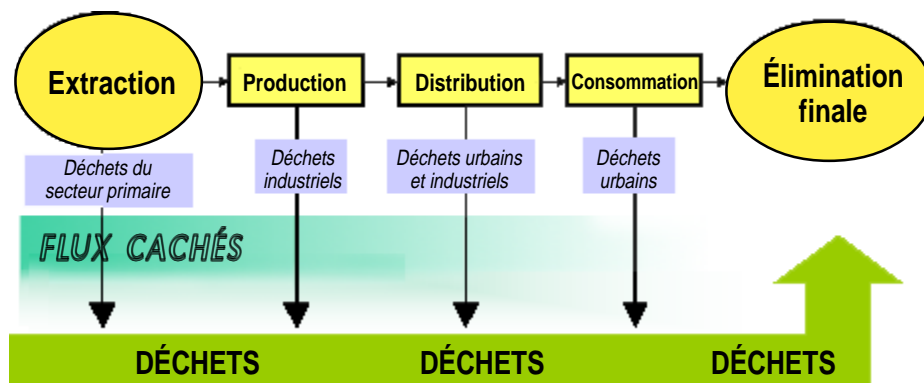 Extraction
Production
Distribution
Consommation
Élimination
finale
Déchets du
secteur primaire
Déchets
industriels
Déchets urbains
et industriels
Déchets
urbains
FLUX CACHÉS
DÉCHETS
DÉCHETS
DÉCHETS